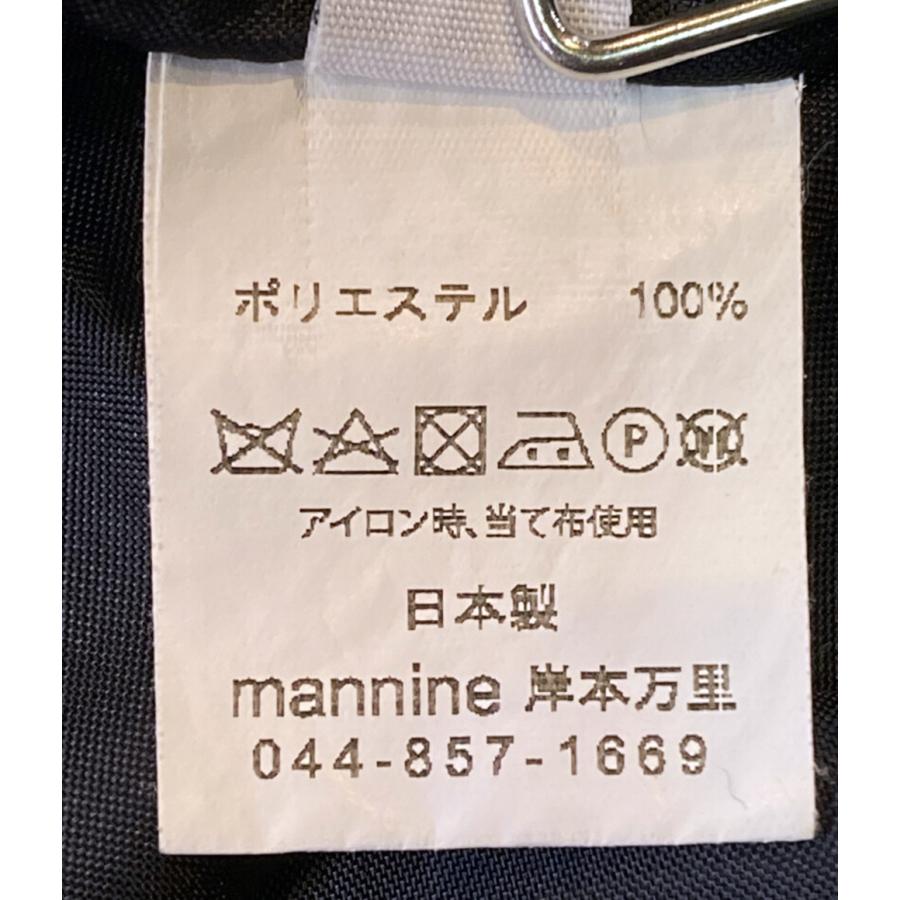 ポリエステル 100%
P
アイロン時、当て布使用
日本製
mannine 岸本万里
044-857-1669